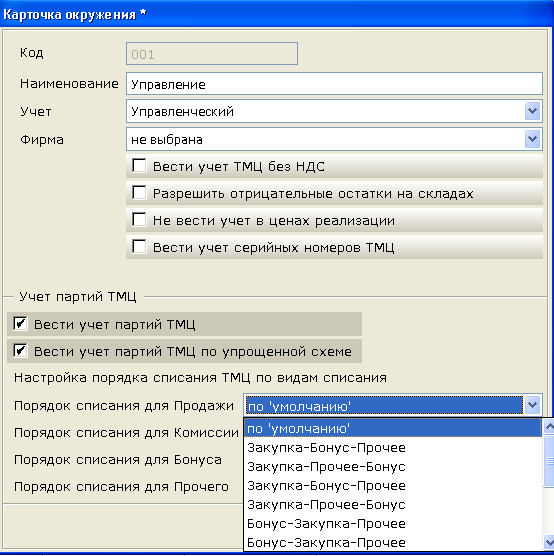 Карточка окружения *
Код 001
Наименование Управление
Учет Управленческий
Фирма не выбрана
Вести учет ТМЦ без НДС
Разрешить отрицательные остатки на складах
Не вести учет в ценах реализации
Вести учет серийных номеров ТМЦ
Учет партий ТМЦ
Вести учет партий ТМЦ
Вести учет партий ТМЦ по упрощенной схеме
Настройка порядка списания ТМЦ по видам списания
Порядок списания для Продажи по 'умолчанию'
Порядок списания для Комиссии по 'умолчанию'
Закупка-Бонус-Прочее
Порядок списания для Бонуса Закупка-Прочее-Бонус
Порядок списания для Прочего Закупка-Бонус-Прочее
Закупка-Прочее-Бонус
Бонус-Закупка-Прочее
Бонус-Закупка-Прочее